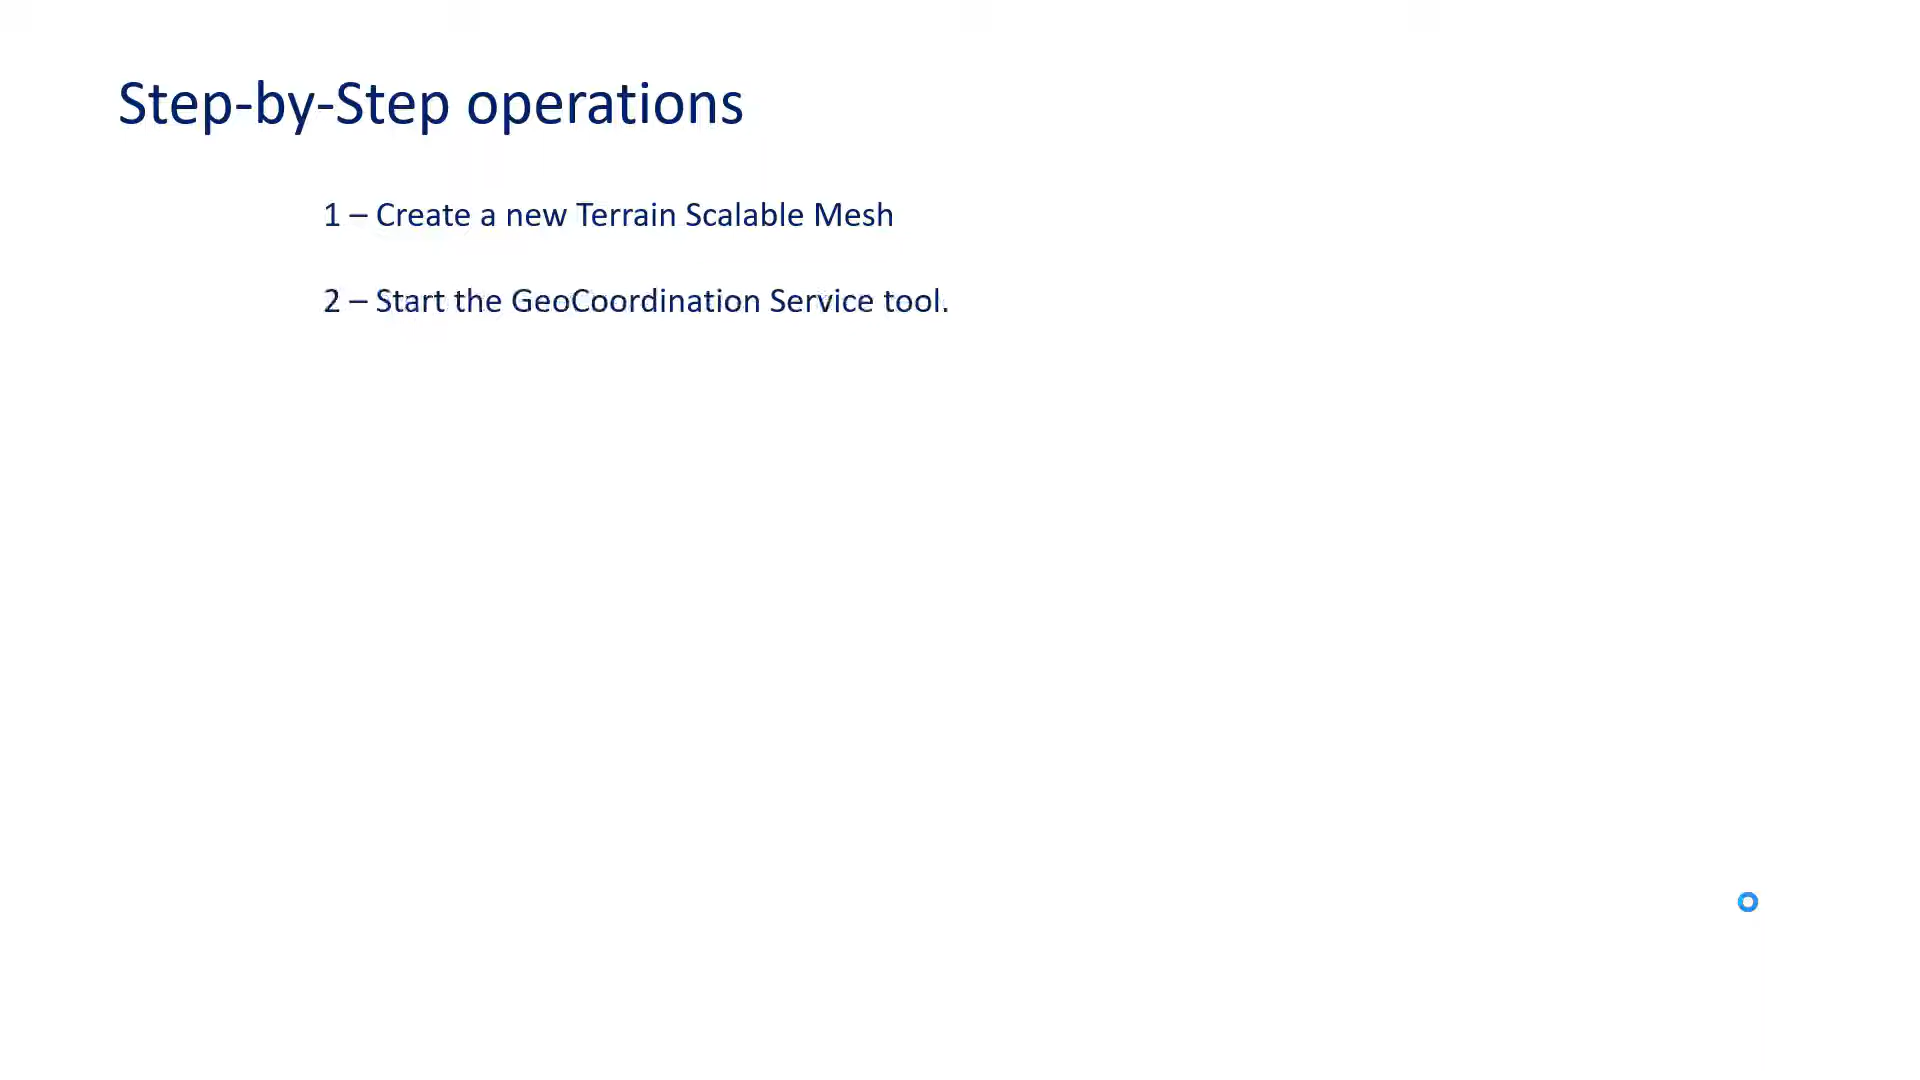 Step-by-Step operations
1 – Create a new Terrain Scalable Mesh
2 – Start the GeoCoordination Service tool.